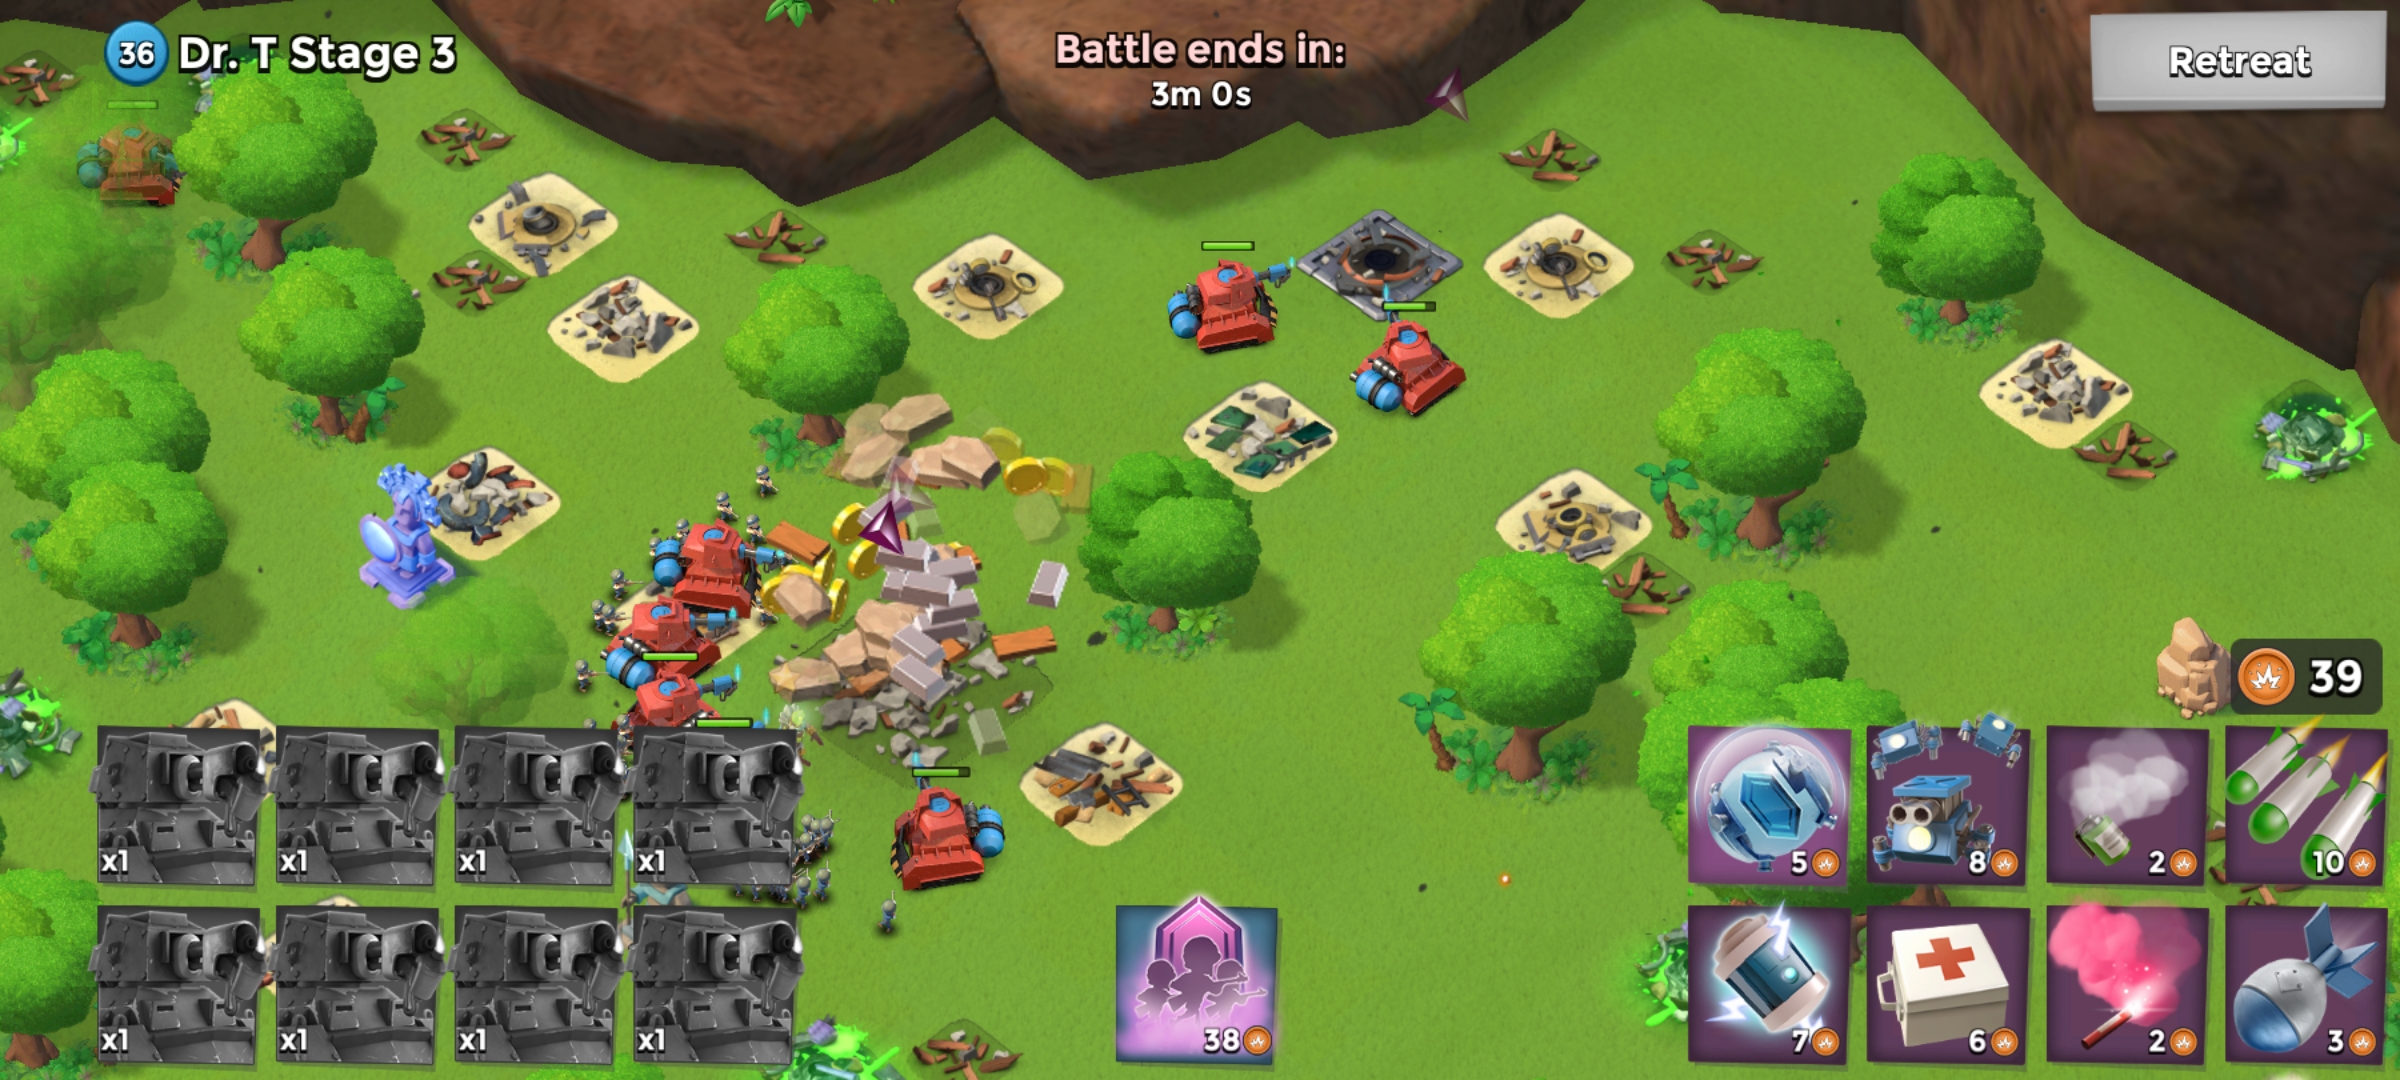 36 Dr. T Stage 3
Battle ends in:
3m 0s
Retreat
39
x1 x1 x1 x1
5 8 2 10
x1 x1 x1 x1
38
7 6 2 3